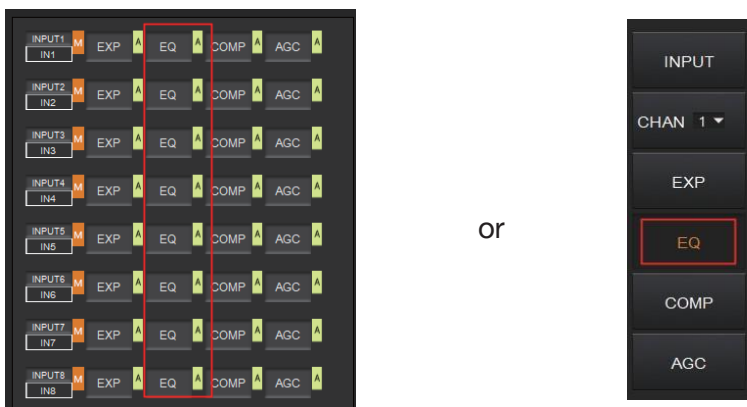 INPUT1 M EXP A EQ A COMP A AGC A
IN1
INPUT2 M EXP A EQ A COMP A AGC A
IN2
INPUT3 M EXP A EQ A COMP A AGC A
IN3
INPUT4 M EXP A EQ A COMP A AGC A
IN4
INPUT5 M EXP A EQ A COMP A AGC A
IN5
INPUT6 M EXP A EQ A COMP A AGC A
IN6
INPUT7 M EXP A EQ A COMP A AGC A
IN7
INPUT8 M EXP A EQ A COMP A AGC A
IN8
or
INPUT
CHAN 1
EXP
EQ
COMP
AGC